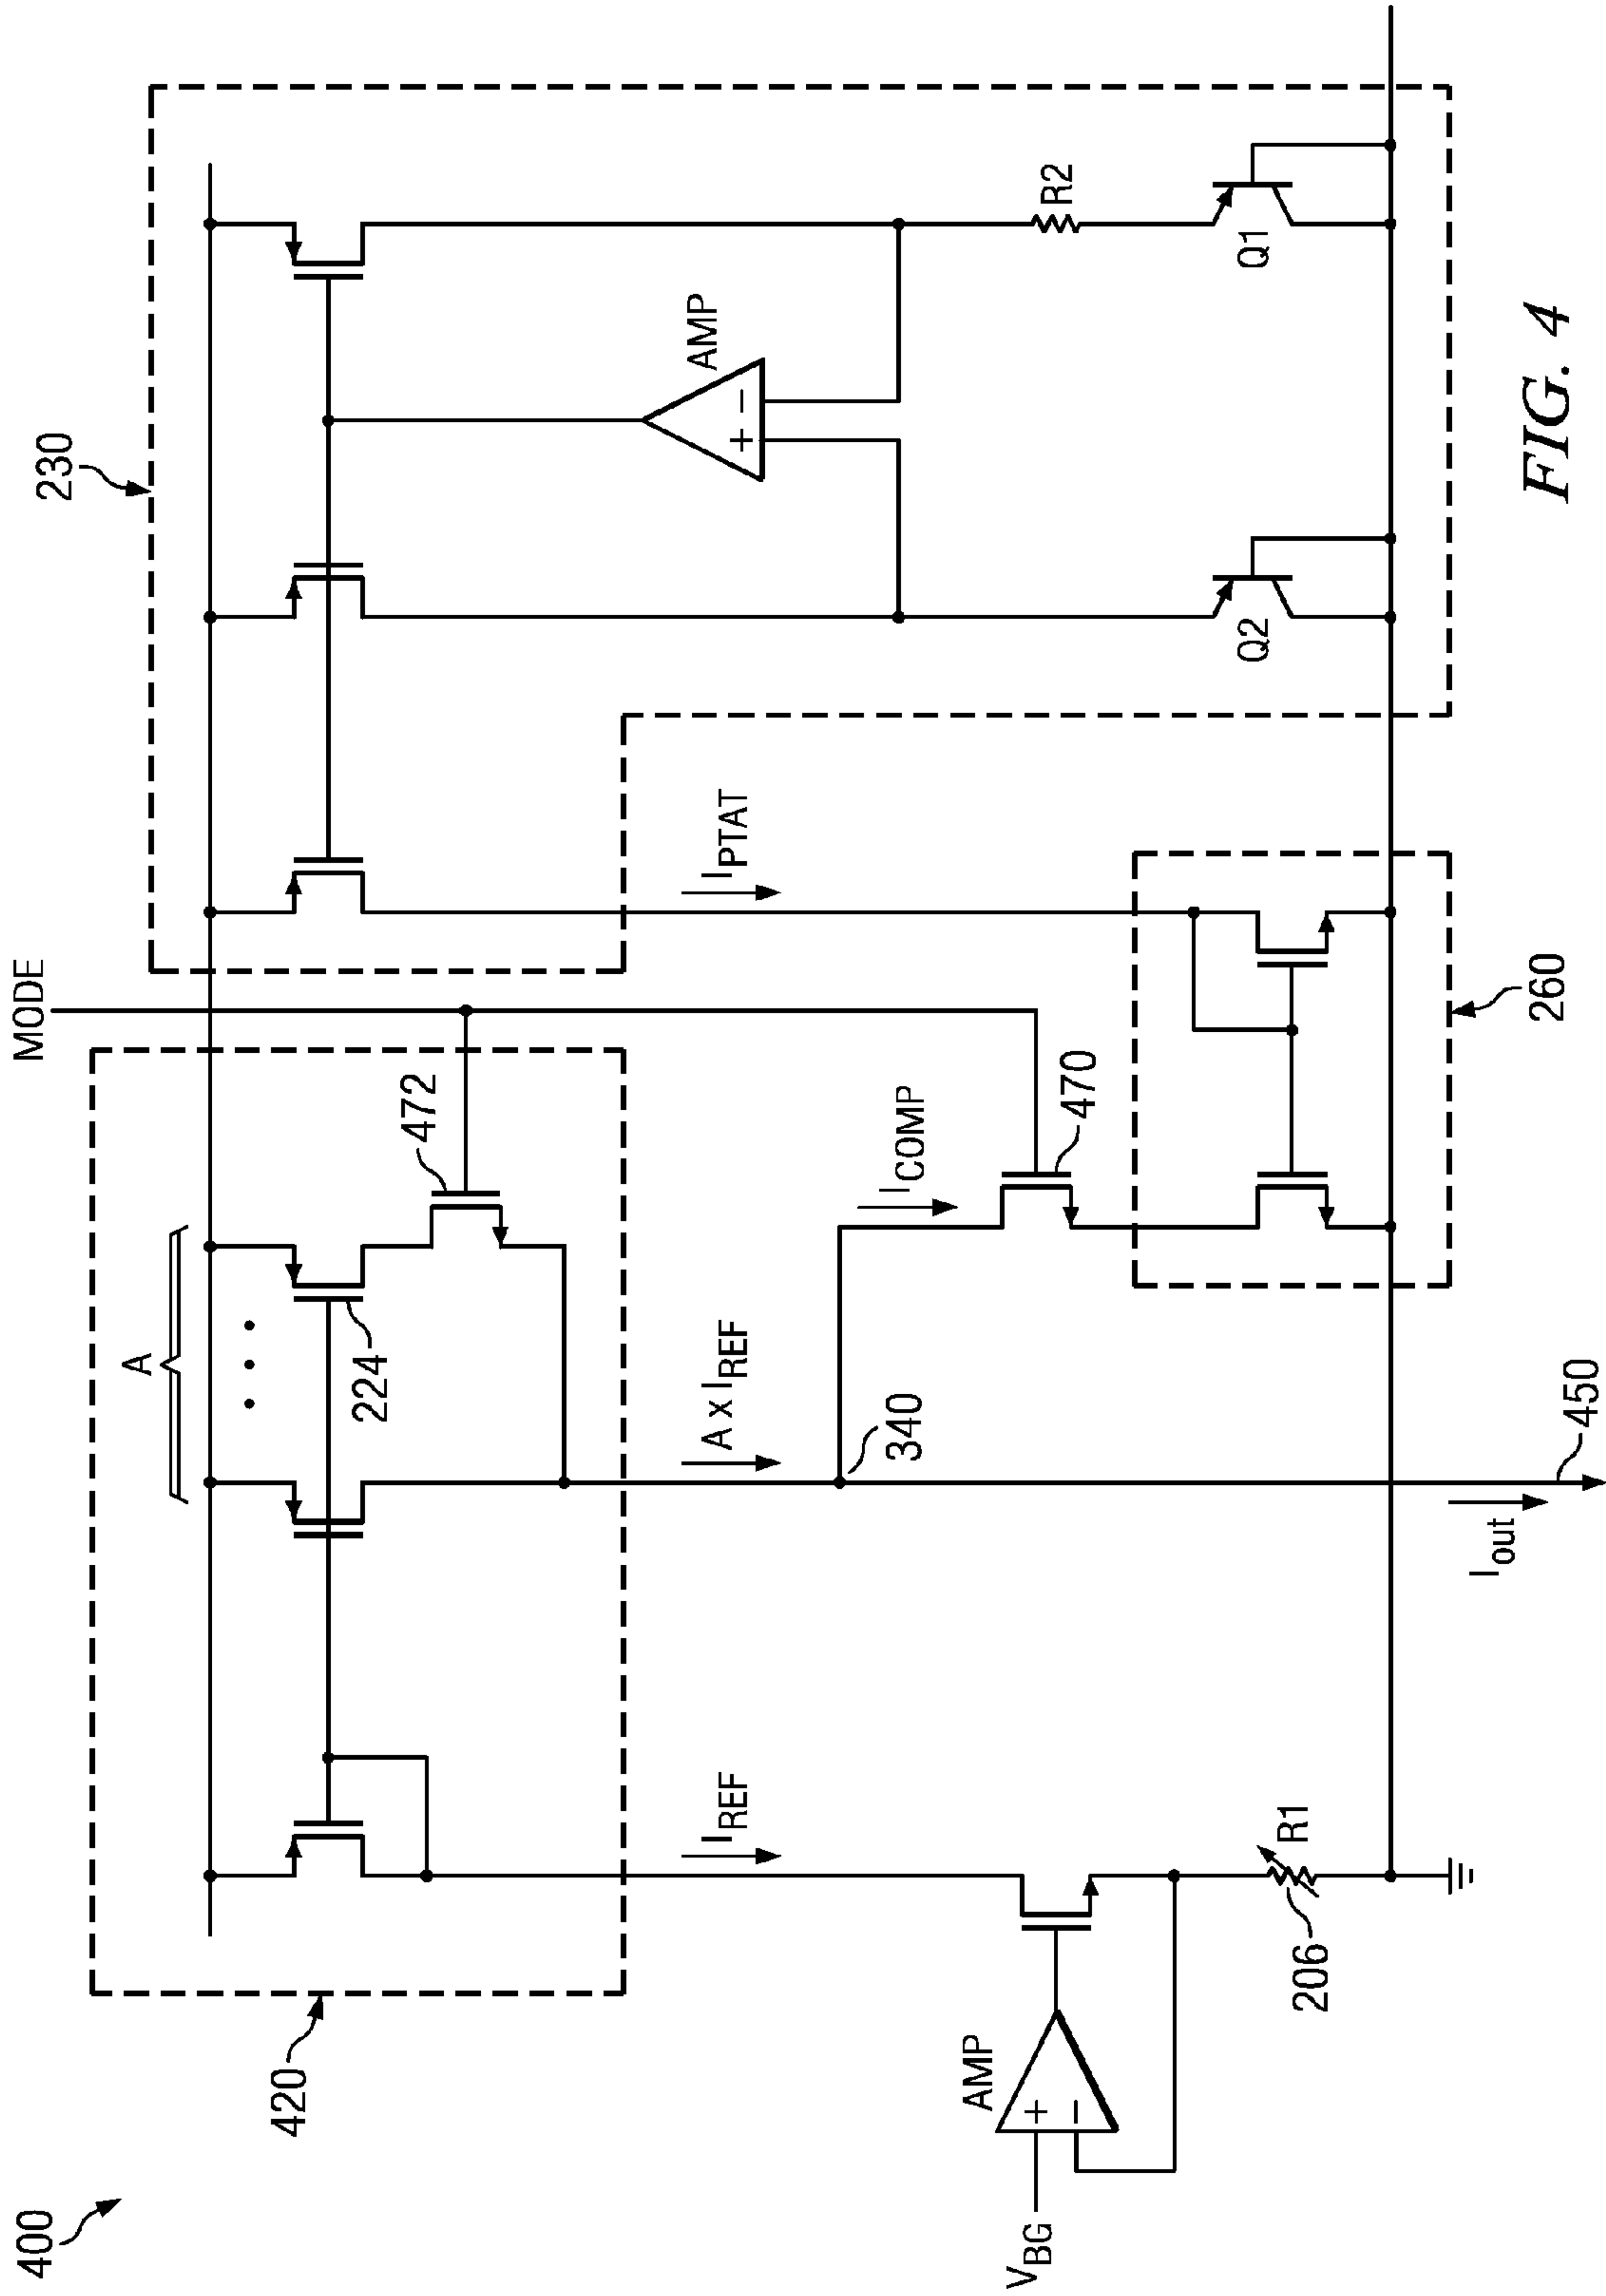 400
420
A
MODE
230
224
472
I_REF
A x I_REF
I_PTAT
AMP
+ −
R2
340
I_COMP
470
V_BG
AMP
+
−
206
R1
Q2
Q1
260
I_out
450
FIG. 4